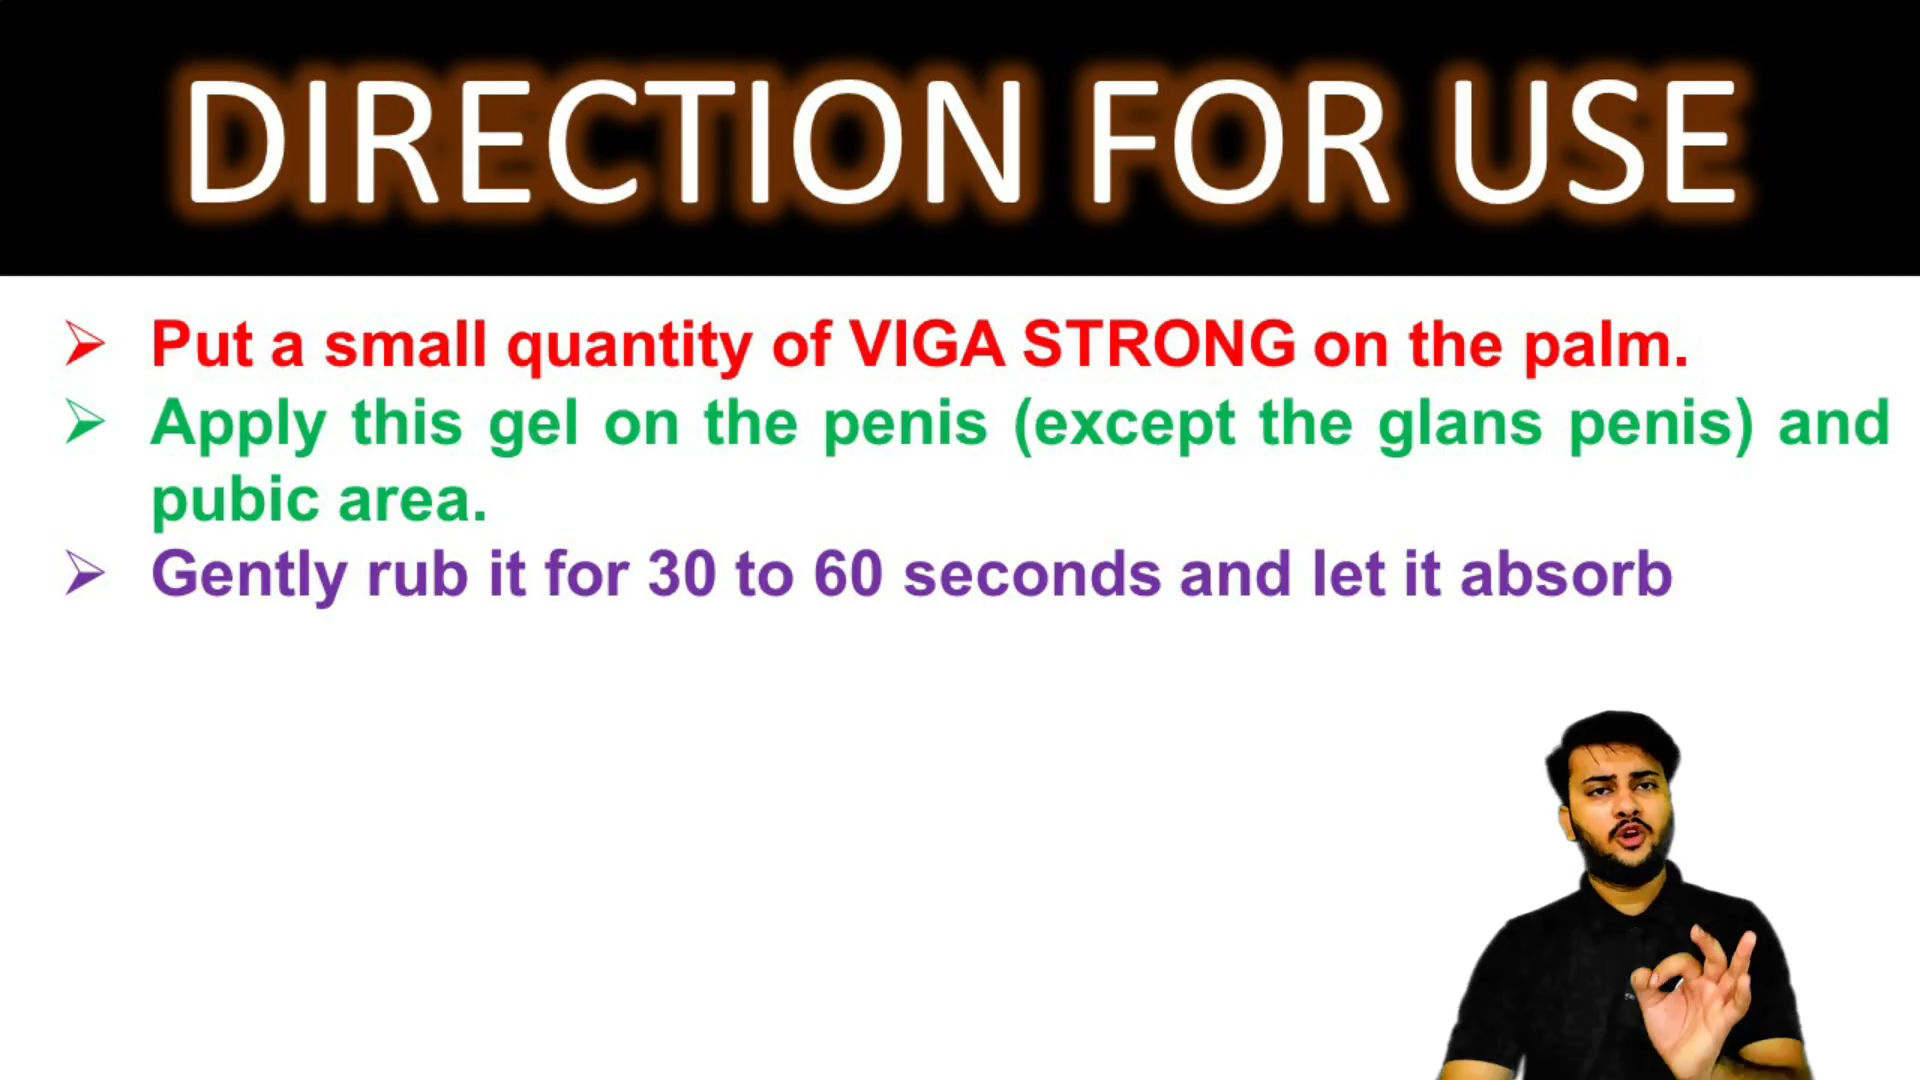 DIRECTION FOR USE
Put a small quantity of VIGA STRONG on the palm.
Apply this gel on the penis (except the glans penis) and
pubic area.
Gently rub it for 30 to 60 seconds and let it absorb